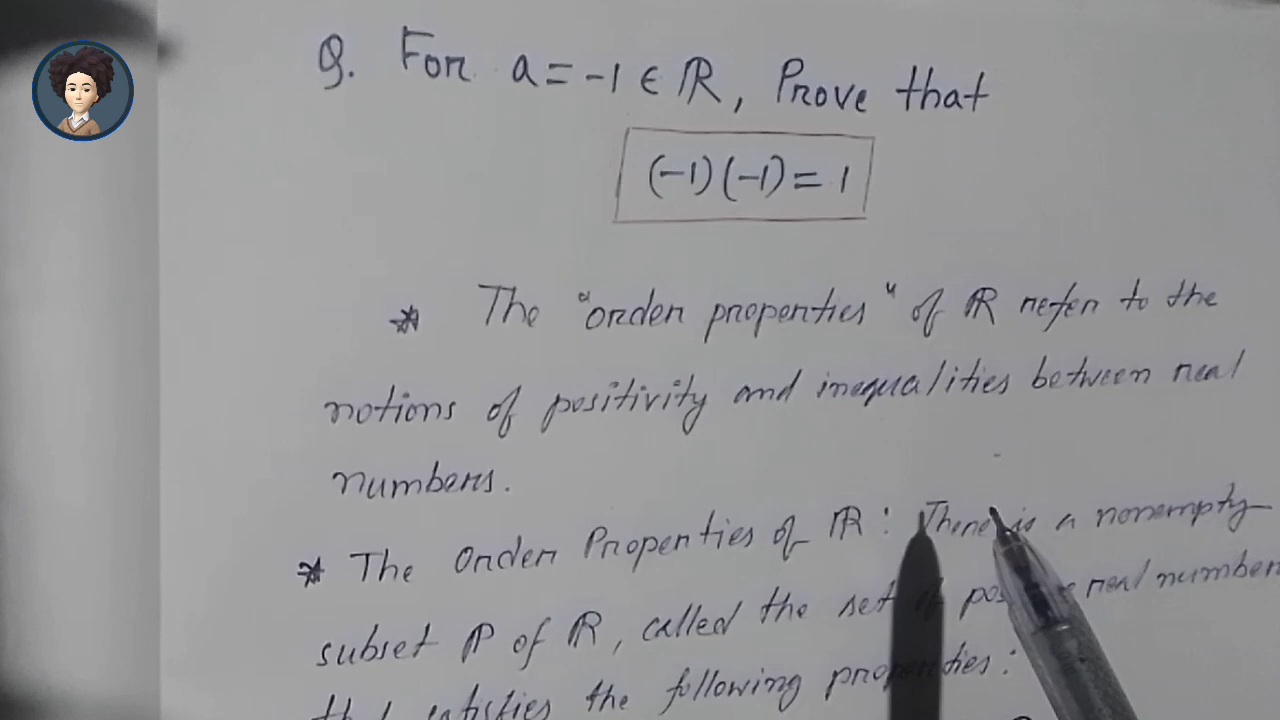 Q. For a = -1 ∈ ℝ, Prove that
(-1)(-1) = 1
* The "order properties" of ℝ refer to the
notions of positivity and inequalities between real
numbers.
* The Order Properties of ℝ: There is a nonempty
subset ℙ of ℝ, called the set of real number
satisfies the following properties: